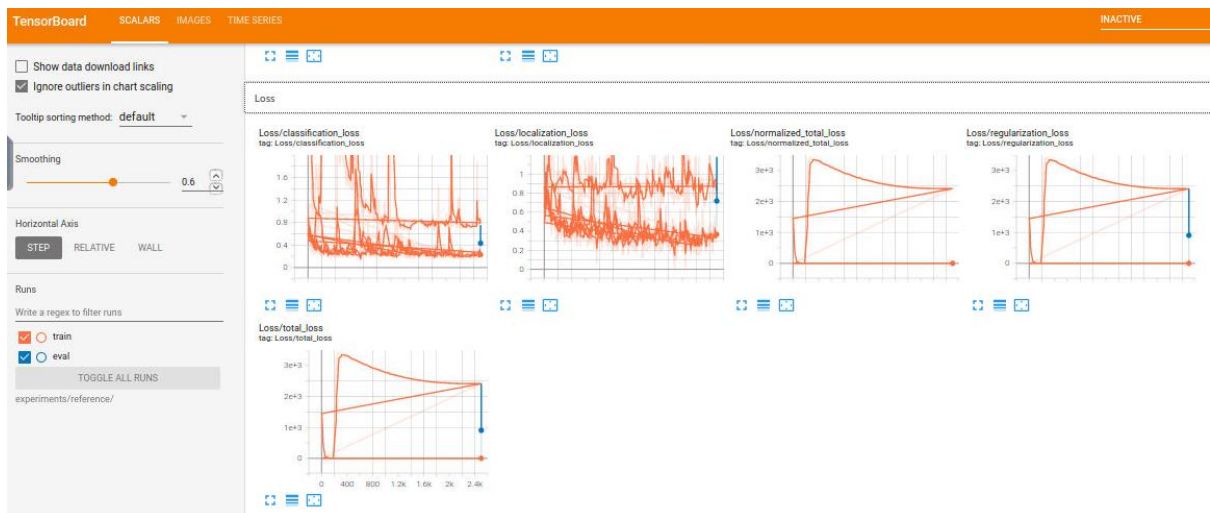 TensorBoard SCALARS IMAGES TIME SERIES INACTIVE
Show data download links
Ignore outliers in chart scaling
Tooltip sorting method: default
Smoothing
0.6
Horizontal Axis
STEP RELATIVE WALL
Runs
Write a regex to filter runs
train
eval
TOGGLE ALL RUNS
experiments/reference/
Loss
Loss/classification_loss
tag: Loss/classification_loss
1.6
1.2
0.8
0.4
0
Loss/localization_loss
tag: Loss/localization_loss
1
0.8
0.6
0.4
0.2
0
Loss/normalized_total_loss
tag: Loss/normalized_total_loss
3e+3
2e+3
1e+3
0
Loss/regularization_loss
tag: Loss/regularization_loss
3e+3
2e+3
1e+3
0
Loss/total_loss
tag: Loss/total_loss
3e+3
2e+3
1e+3
0
0 400 800 1.2k 1.6k 2k 2.4k